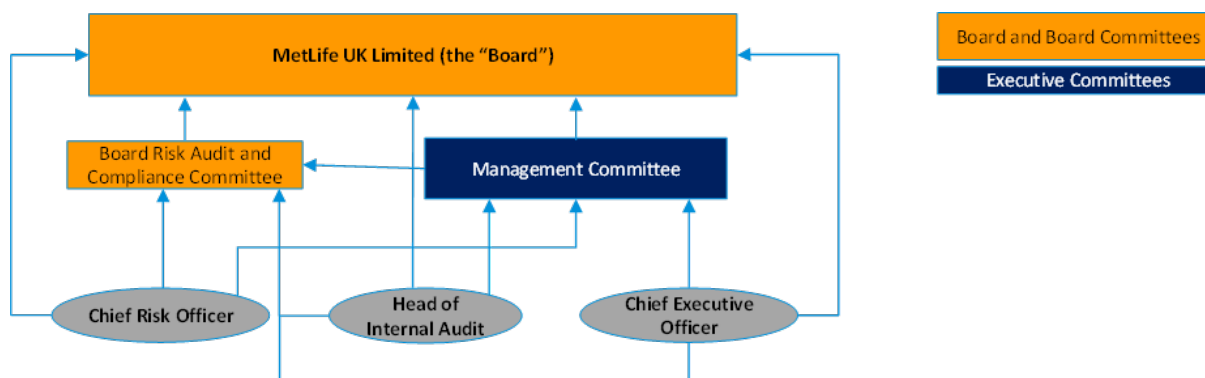 MetLife UK Limited (the “Board”)
Board and Board Committees
Executive Committees
Board Risk Audit and
Compliance Committee
Management Committee
Chief Risk Officer
Head of
Internal Audit
Chief Executive
Officer